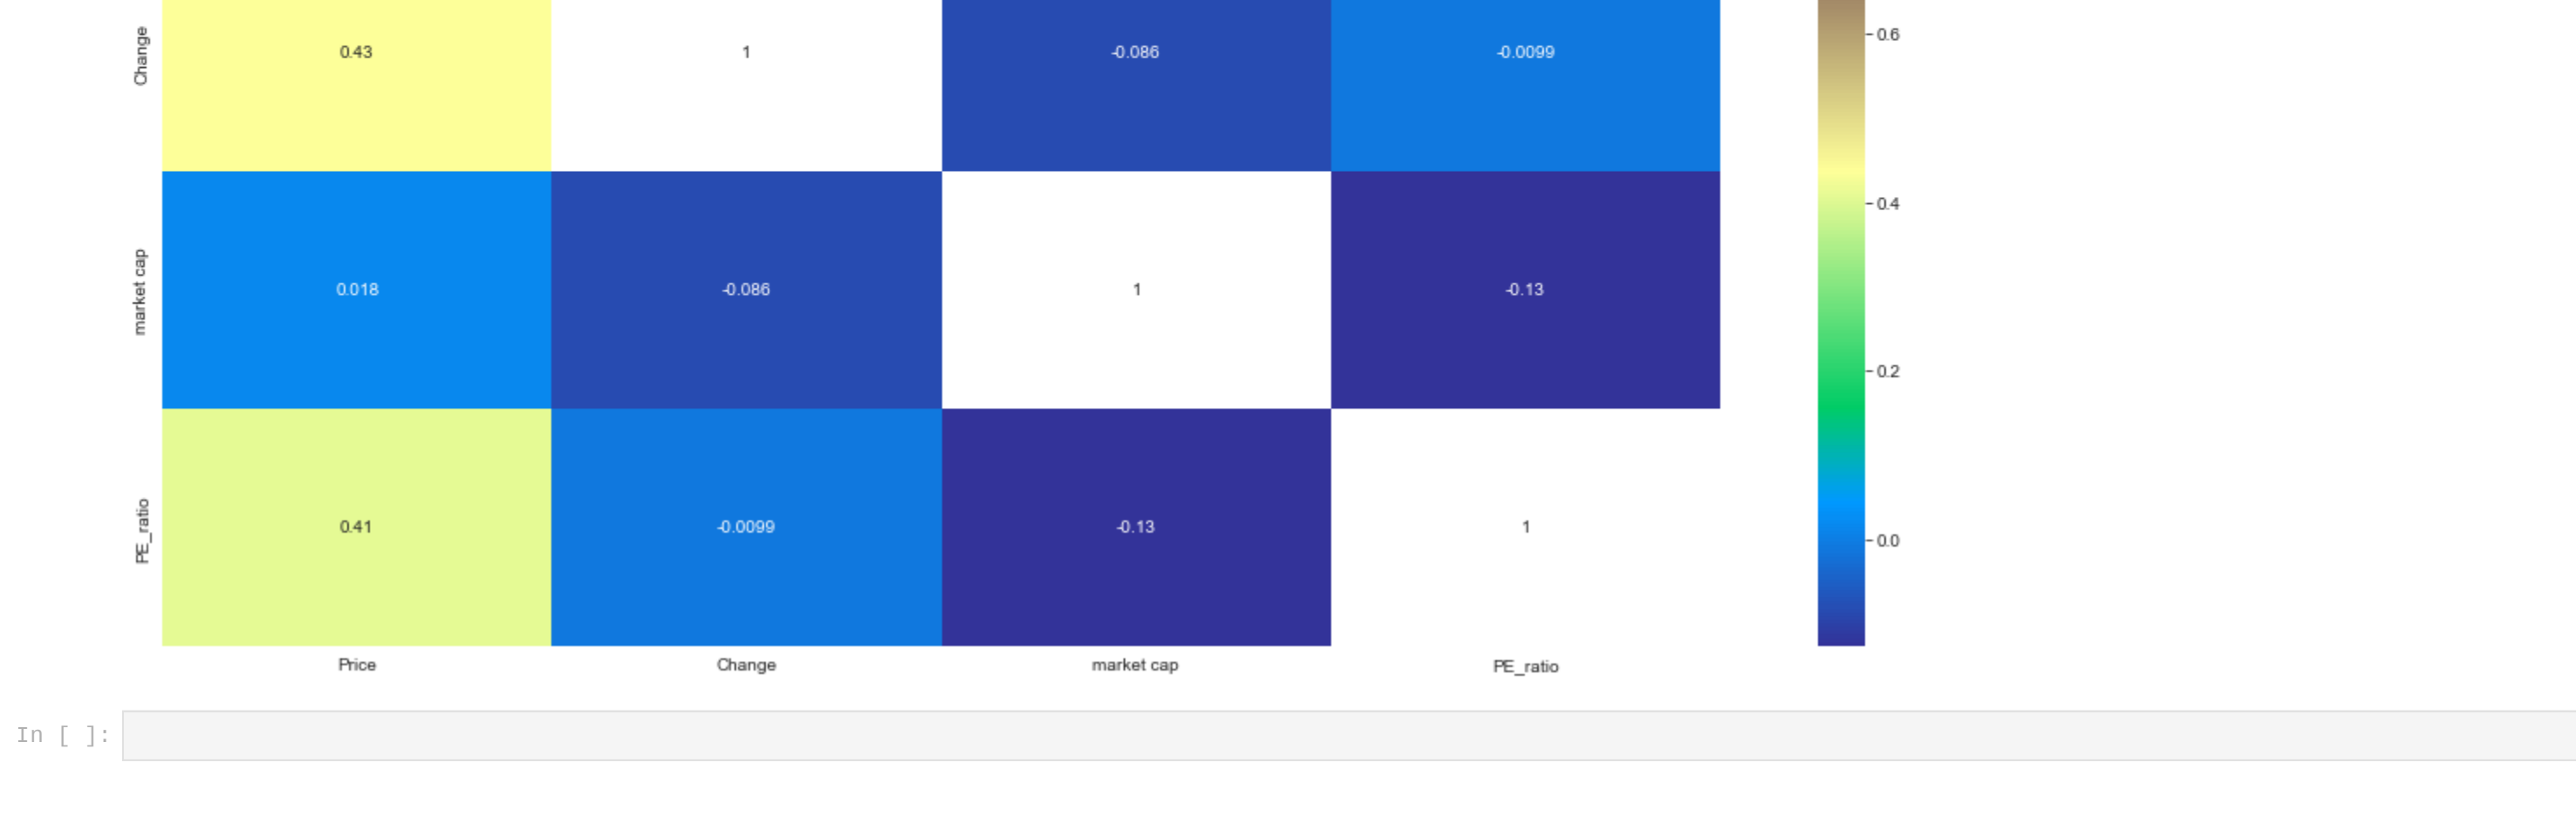 0.6
Change 0.43 1 -0.086 -0.0099
0.4
market cap 0.018 -0.086 1 -0.13
0.2
PE_ratio 0.41 -0.0099 -0.13 1
0.0
Price Change market cap PE_ratio
In [ ]: